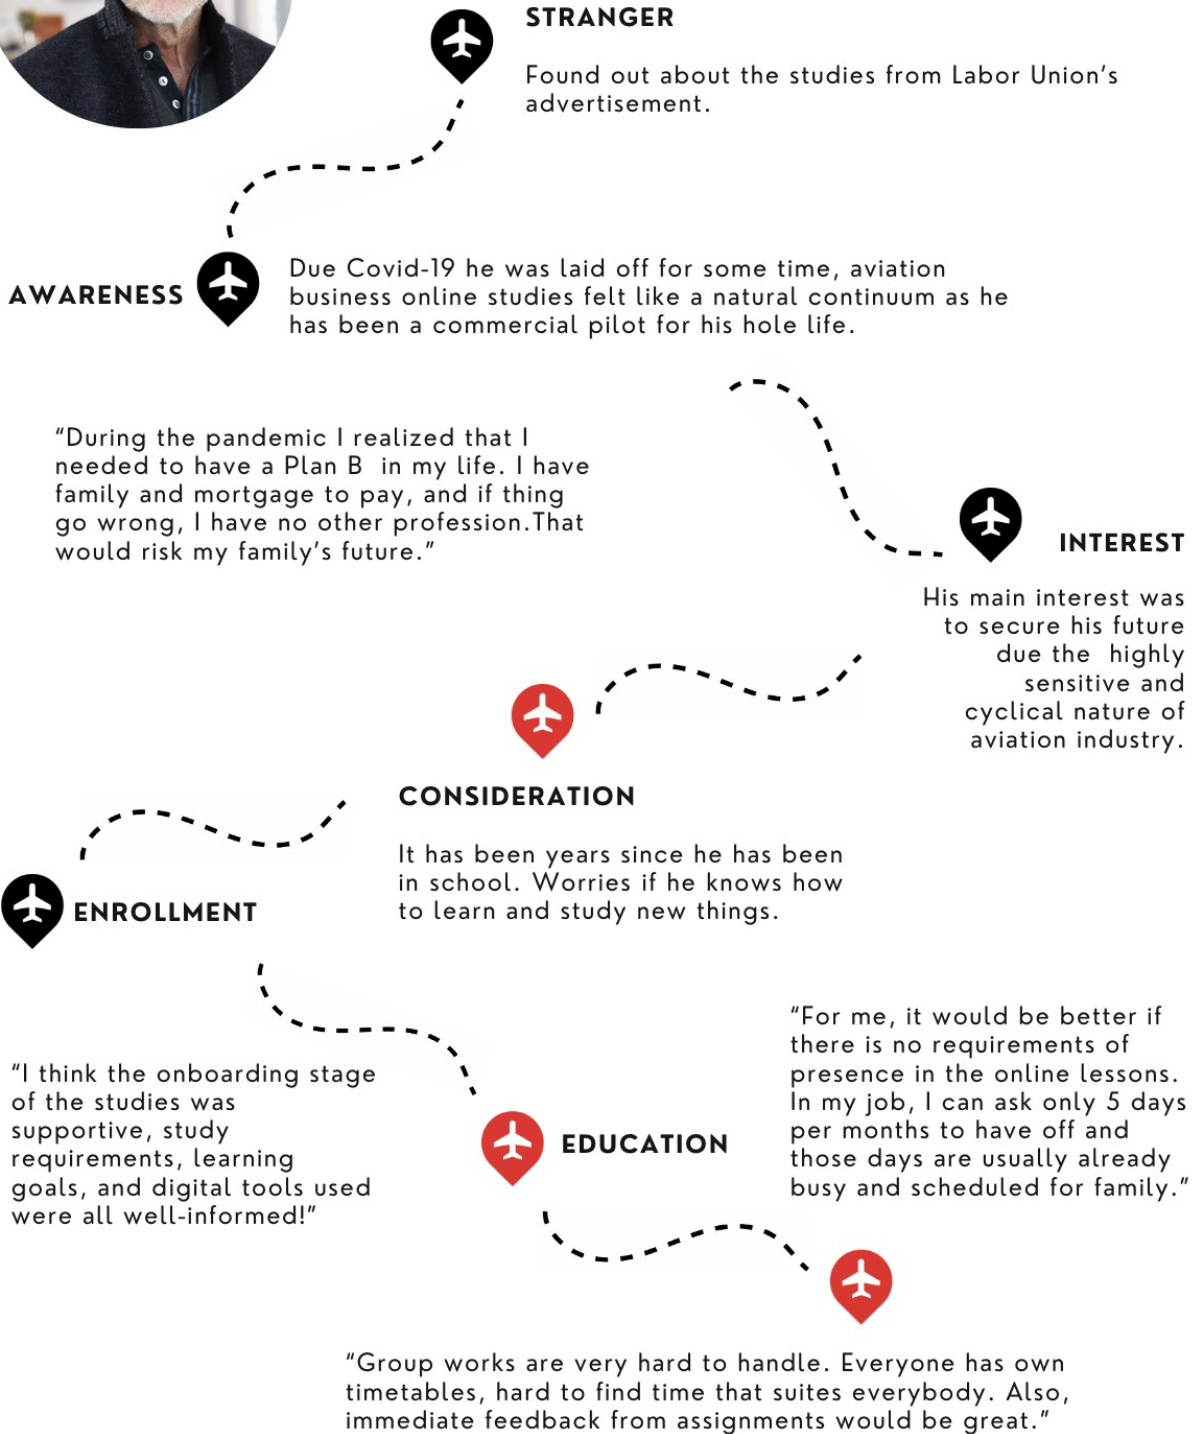 STRANGER
Found out about the studies from Labor Union's
advertisement.
AWARENESS
Due Covid-19 he was laid off for some time, aviation
business online studies felt like a natural continuum as he
has been a commercial pilot for his hole life.
“During the pandemic I realized that I
needed to have a Plan B  in my life. I have
family and mortgage to pay, and if thing
go wrong, I have no other profession.That
would risk my family's future.”
INTEREST
His main interest was
to secure his future
due the  highly
sensitive and
cyclical nature of
aviation industry.
CONSIDERATION
It has been years since he has been
in school. Worries if he knows how
to learn and study new things.
ENROLLMENT
“I think the onboarding stage
of the studies was
supportive, study
requirements, learning
goals, and digital tools used
were all well-informed!”
EDUCATION
“For me, it would be better if
there is no requirements of
presence in the online lessons.
In my job, I can ask only 5 days
per months to have off and
those days are usually already
busy and scheduled for family.”
“Group works are very hard to handle. Everyone has own
timetables, hard to find time that suites everybody. Also,
immediate feedback from assignments would be great.”